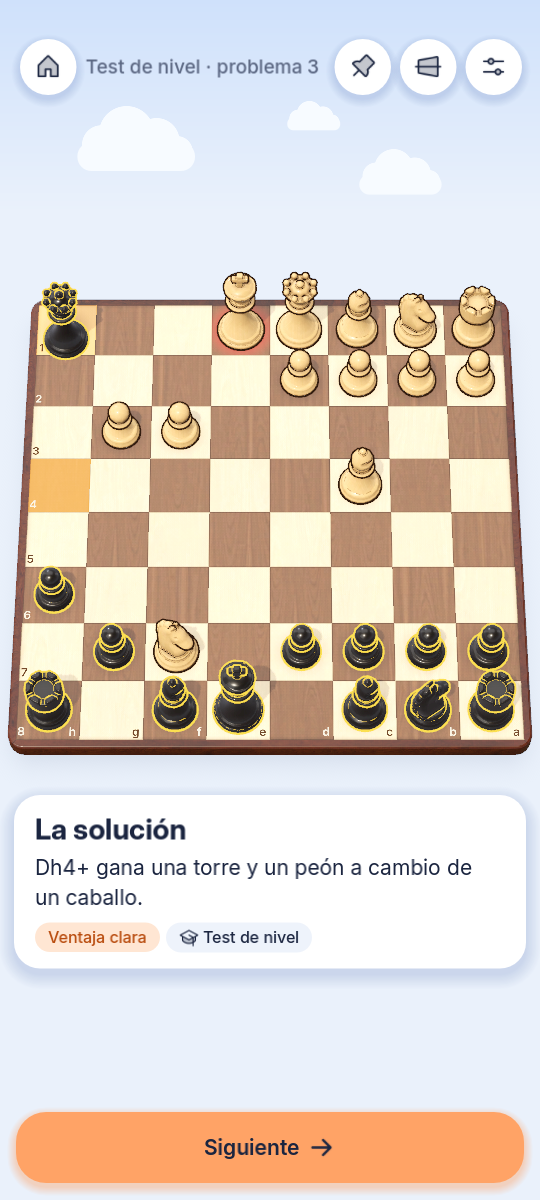 Test de nivel · problema 3
1
2
3
4
5
6
7
8 h g f e d c b a
La solución
Dh4+ gana una torre y un peón a cambio de
un caballo.
Ventaja clara Test de nivel
Siguiente →